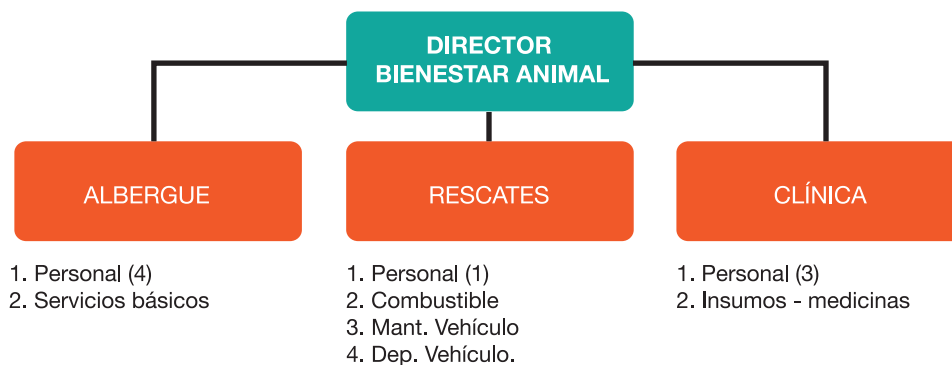 DIRECTOR
BIENESTAR ANIMAL
ALBERGUE
RESCATES
CLÍNICA
1. Personal (4)
2. Servicios básicos
1. Personal (1)
2. Combustible
3. Mant. Vehículo
4. Dep. Vehículo.
1. Personal (3)
2. Insumos - medicinas